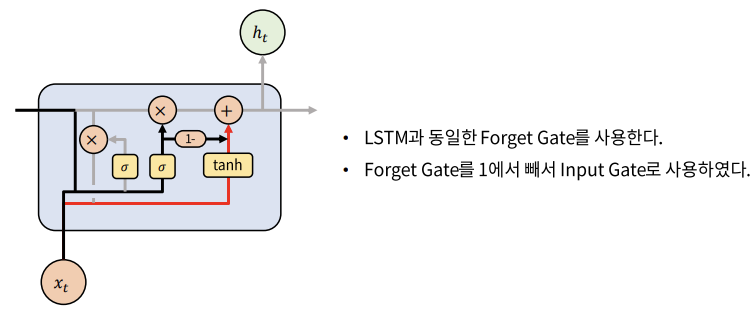 hₜ
× +
×
1-
σ σ tanh
xₜ
• LSTM과 동일한 Forget Gate를 사용한다.
• Forget Gate를 1에서 빼서 Input Gate로 사용하였다.